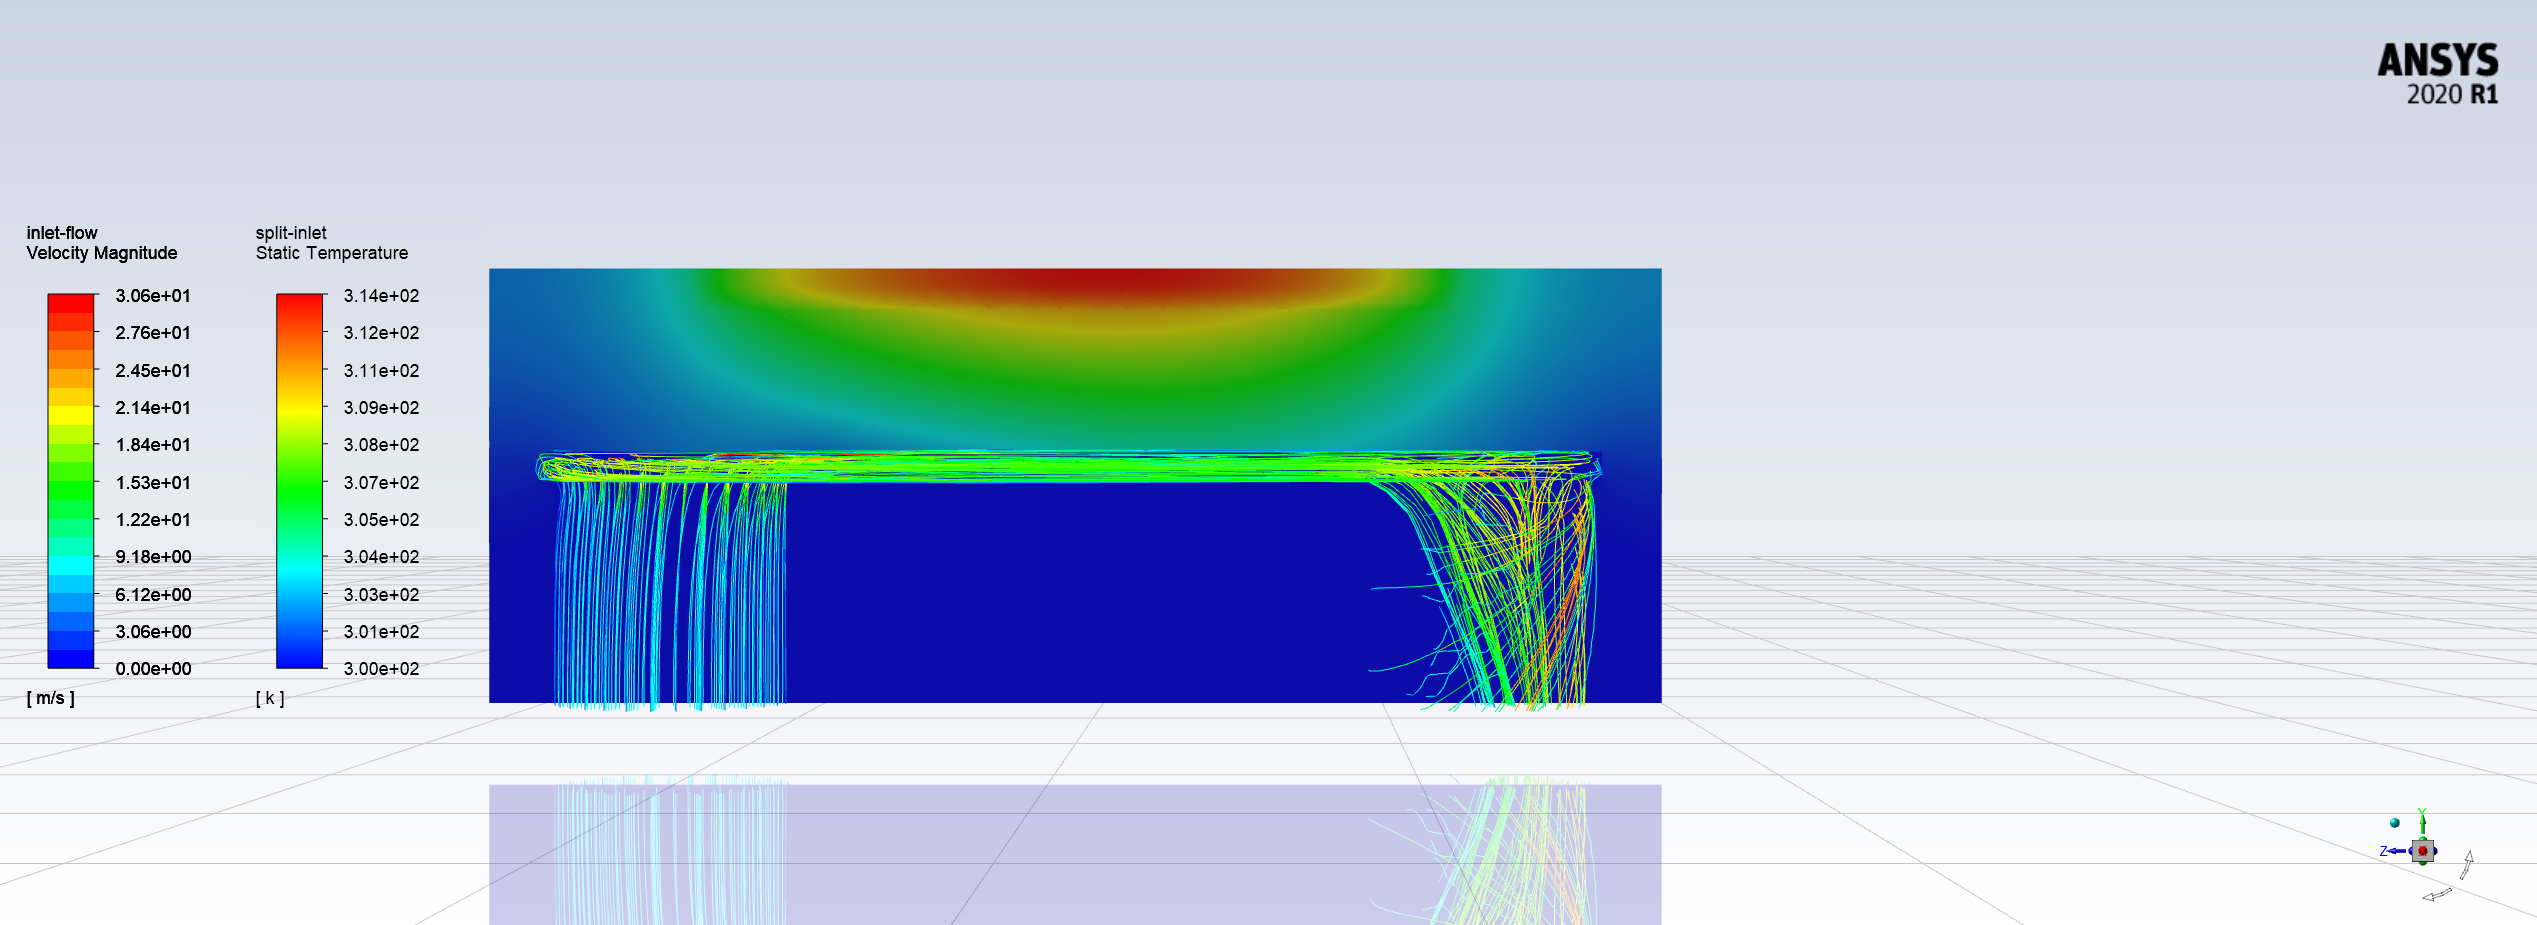 ANSYS
2020 R1
inlet-flow
Velocity Magnitude
3.06e+01
2.76e+01
2.45e+01
2.14e+01
1.84e+01
1.53e+01
1.22e+01
9.18e+00
6.12e+00
3.06e+00
0.00e+00
[ m/s ]
split-inlet
Static Temperature
3.14e+02
3.12e+02
3.11e+02
3.09e+02
3.08e+02
3.07e+02
3.05e+02
3.04e+02
3.03e+02
3.01e+02
3.00e+02
[ k ]
Y
Z